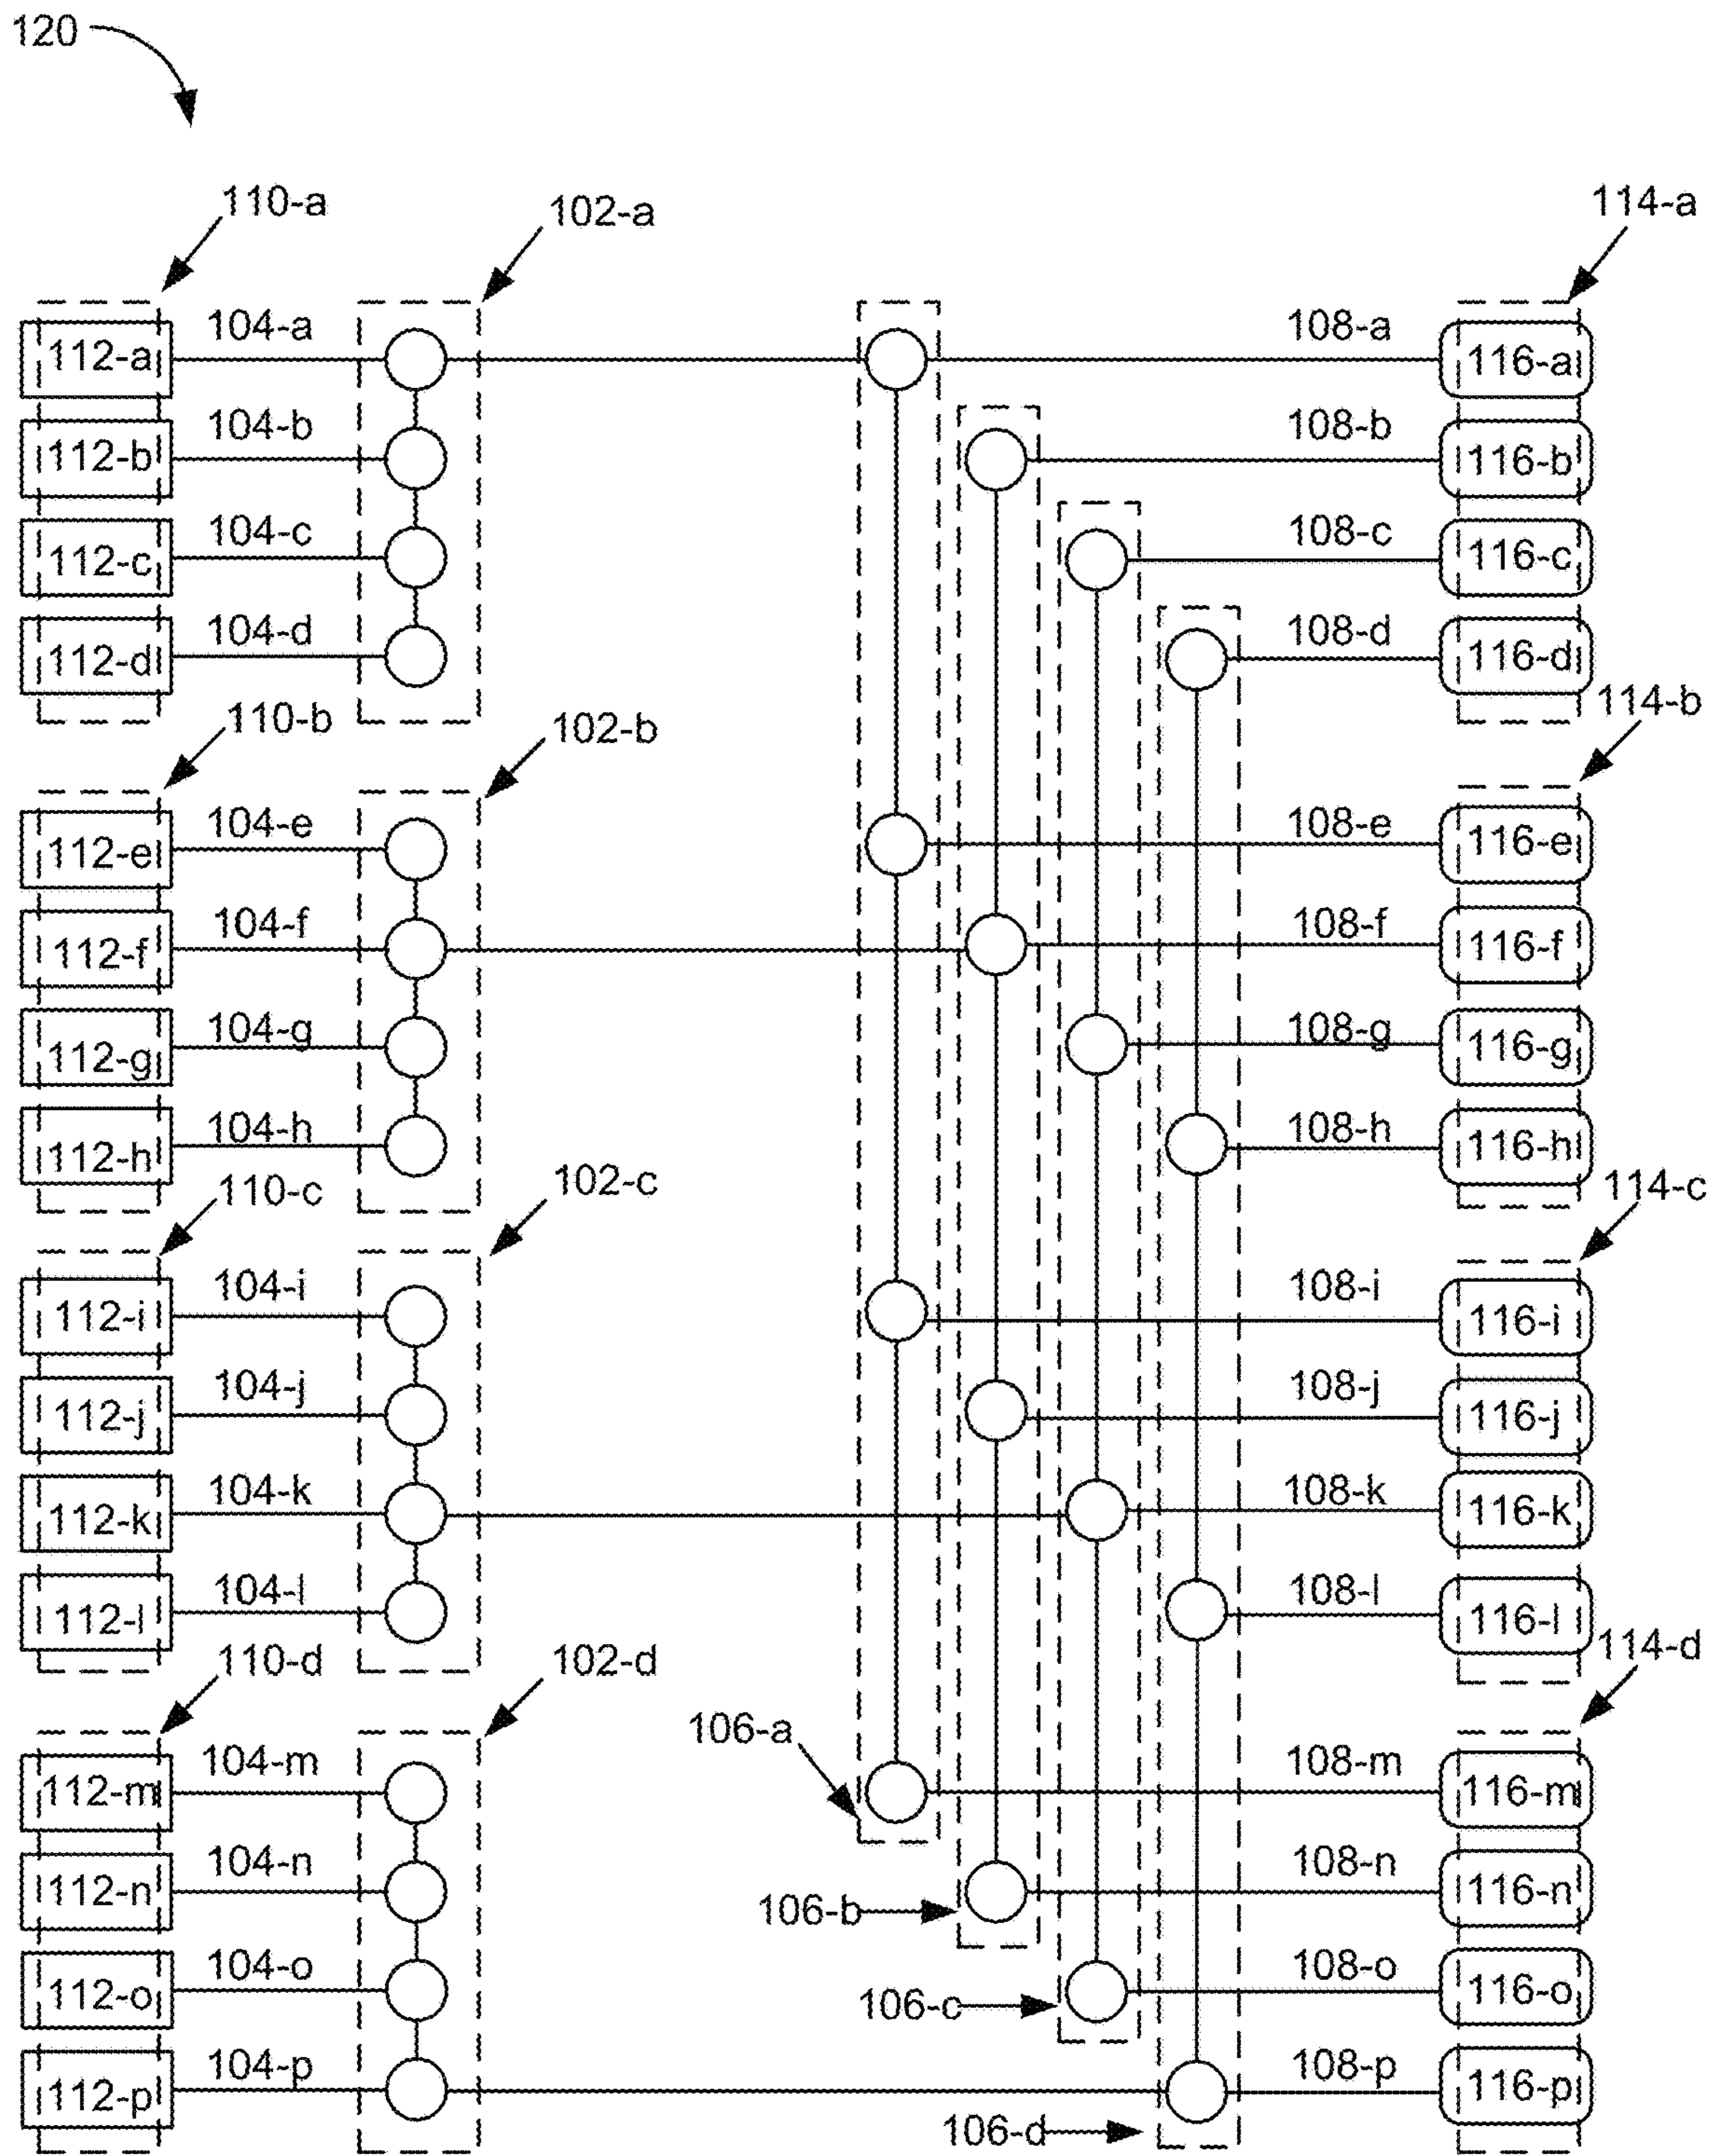 120
110-a 102-a 114-a
112-a 104-a 108-a 116-a
112-b 104-b 108-b 116-b
112-c 104-c 108-c 116-c
112-d 104-d 108-d 116-d
110-b 102-b 114-b
112-e 104-e 108-e 116-e
112-f 104-f 108-f 116-f
112-g 104-g 108-g 116-g
112-h 104-h 108-h 116-h
110-c 102-c 114-c
112-i 104-i 108-i 116-i
112-j 104-j 108-j 116-j
112-k 104-k 108-k 116-k
112-l 104-l 108-l 116-l
110-d 102-d 114-d
106-a
112-m 104-m 108-m 116-m
112-n 104-n 108-n 116-n
106-b
112-o 104-o 108-o 116-o
106-c
112-p 104-p 108-p 116-p
106-d